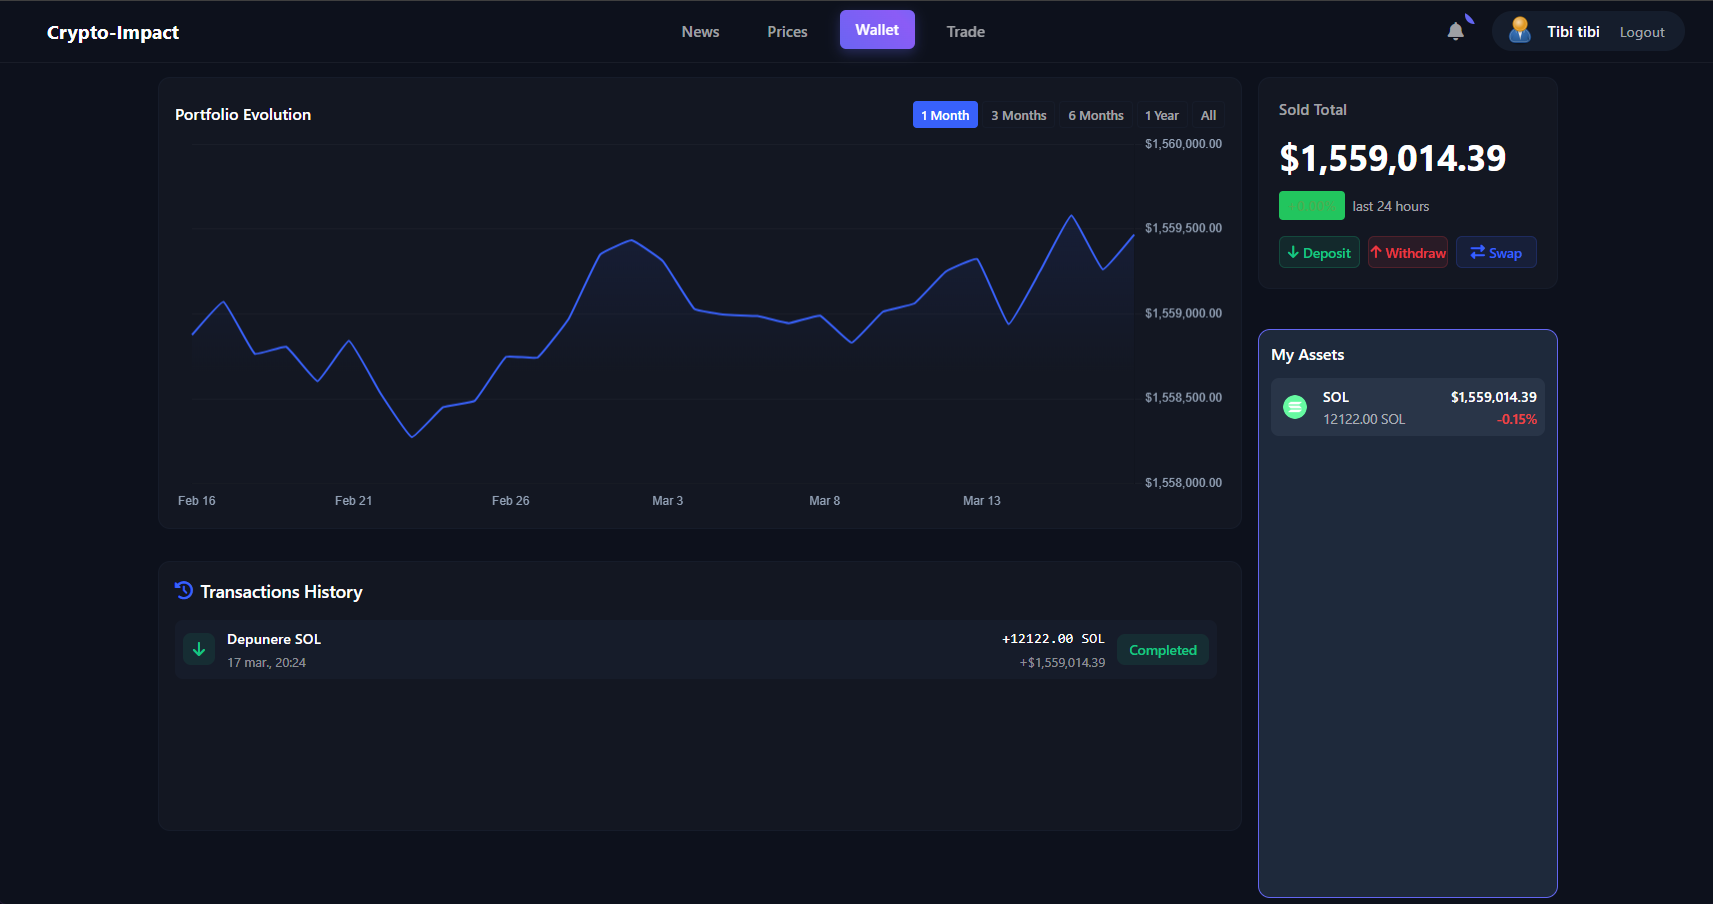 Crypto-Impact
News
Prices
Wallet
Trade
Tibi tibi
Logout
Portfolio Evolution
1 Month
3 Months
6 Months
1 Year
All
$1,560,000.00
$1,559,500.00
$1,559,000.00
$1,558,500.00
$1,558,000.00
Feb 16
Feb 21
Feb 26
Mar 3
Mar 8
Mar 13
Transactions History
Depunere SOL
17 mar., 20:24
+12122.00 SOL
+$1,559,014.39
Completed
Sold Total
$1,559,014.39
last 24 hours
Deposit
Withdraw
Swap
My Assets
SOL
$1,559,014.39
12122.00 SOL
-0.15%